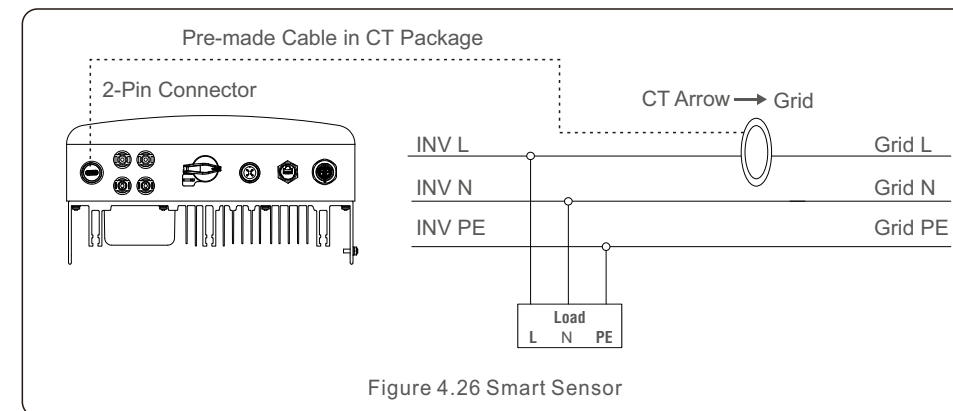 Pre-made Cable in CT Package
2-Pin Connector
CT Arrow → Grid
INV L Grid L
INV N Grid N
INV PE Grid PE
Load
L N PE
Figure 4.26 Smart Sensor